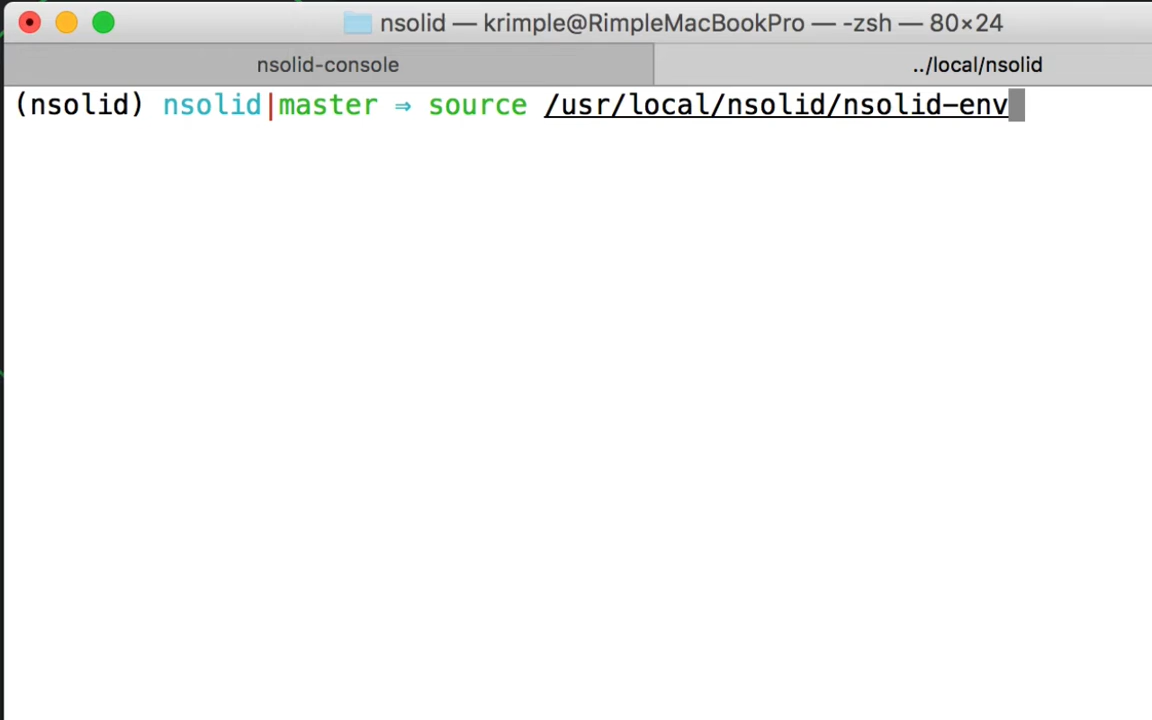 nsolid — krimple@RimpleMacBookPro — -zsh — 80×24
nsolid-console
../local/nsolid
(nsolid) nsolid|master ⇒ source /usr/local/nsolid/nsolid-env